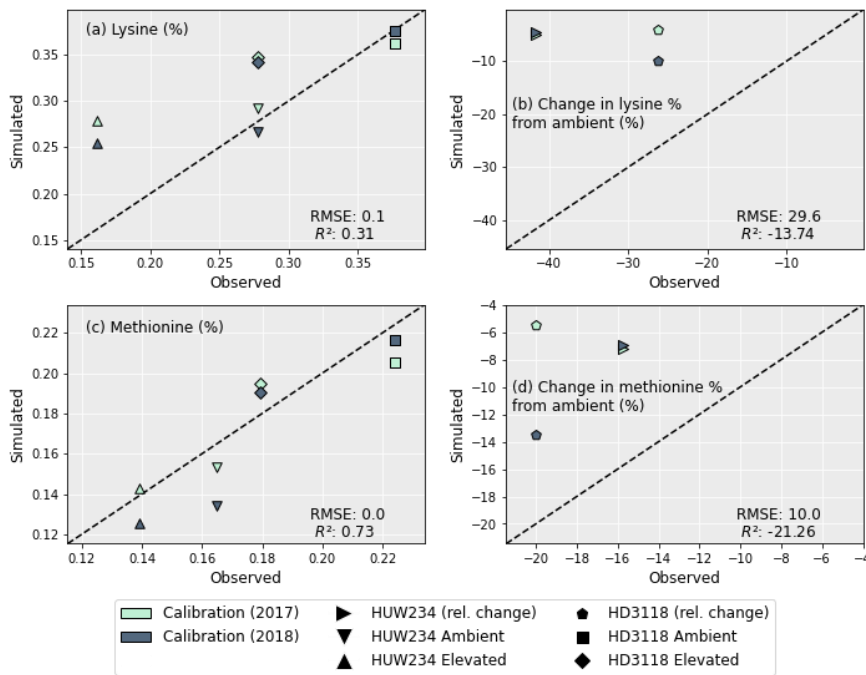 (a) Lysine (%)
0.35
0.30
0.25
0.20
0.15
Simulated
RMSE: 0.1
R²: 0.31
0.15 0.20 0.25 0.30 0.35
Observed
(b) Change in lysine %
from ambient (%)
-10
-20
-30
-40
Simulated
RMSE: 29.6
R²: -13.74
-40 -30 -20 -10
Observed
(c) Methionine (%)
0.22
0.20
0.18
0.16
0.14
0.12
Simulated
RMSE: 0.0
R²: 0.73
0.12 0.14 0.16 0.18 0.20 0.22
Observed
-4
-6
-8
-10
-12
-14
-16
-18
-20
Simulated
(d) Change in methionine %
from ambient (%)
RMSE: 10.0
R²: -21.26
-20 -18 -16 -14 -12 -10 -8 -6 -4
Observed
Calibration (2017) HUW234 (rel. change) HD3118 (rel. change)
Calibration (2018) HUW234 Ambient HD3118 Ambient
HUW234 Elevated HD3118 Elevated